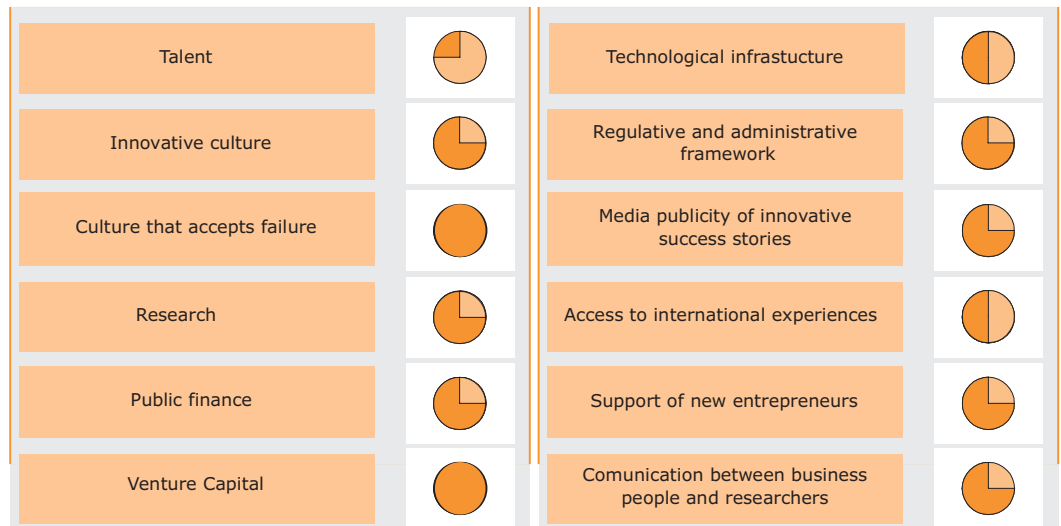 Talent
Innovative culture
Culture that accepts failure
Research
Public finance
Venture Capital
Technological infrastucture
Regulative and administrative
framework
Media publicity of innovative
success stories
Access to international experiences
Support of new entrepreneurs
Comunication between business
people and researchers